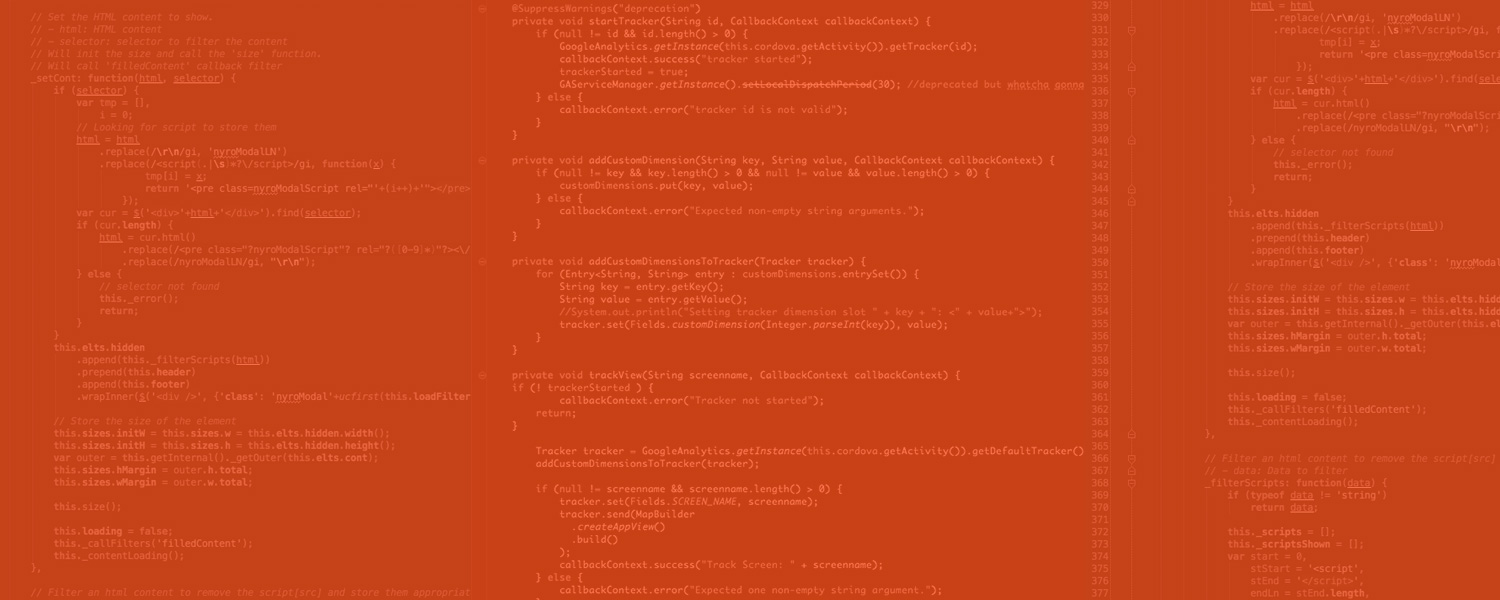 // Set the HTML content to show.
// - html: HTML content
// - selector: selector to filter the content
// Will init the size and call the 'size' function.
// Will call 'filledContent' callback filter
_setCont: function(html, selector) {
if (selector) {
var tmp = [],
i = 0;
// Looking for script to store them
html = html
.replace(/\r\n/gi, 'nyroModalLN')
.replace(/<script(.|\s)*?\/script>/gi, function(x) {
tmp[i] = x;
return '<pre class=nyroModalScript rel="'+(i++)+'"></pre>
});
var cur = $('<div>'+html+'</div>').find(selector);
if (cur.length) {
html = cur.html()
.replace(/<pre class="?nyroModalScript"? rel="?([0-9]*)"?><\/
.replace(/nyroModalLN/gi, "\r\n");
} else {
// selector not found
this._error();
return;
}
}
this.elts.hidden
.append(this._filterScripts(html))
.prepend(this.header)
.append(this.footer)
.wrapInner($('<div />', {'class': 'nyroModal'+ucfirst(this.loadFilter
// Store the size of the element
this.sizes.initW = this.sizes.w = this.elts.hidden.width();
this.sizes.initH = this.sizes.h = this.elts.hidden.height();
var outer = this.getInternal()._getOuter(this.elts.cont);
this.sizes.hMargin = outer.h.total;
this.sizes.wMargin = outer.w.total;
this.size();
this.loading = false;
this._callFilters('filledContent');
this._contentLoading();
},
// Filter an html content to remove the script[src] and store them appropriat
@SuppressWarnings("deprecation")
private void startTracker(String id, CallbackContext callbackContext) {
if (null != id && id.length() > 0) {
GoogleAnalytics.getInstance(this.cordova.getActivity()).getTracker(id);
callbackContext.success("tracker started");
trackerStarted = true;
GAServiceManager.getInstance().setLocalDispatchPeriod(30); //deprecated but whatcha gonna
} else {
callbackContext.error("tracker id is not valid");
}
}
private void addCustomDimension(String key, String value, CallbackContext callbackContext) {
if (null != key && key.length() > 0 && null != value && value.length() > 0) {
customDimensions.put(key, value);
} else {
callbackContext.error("Expected non-empty string arguments.");
}
}
private void addCustomDimensionsToTracker(Tracker tracker) {
for (Entry<String, String> entry : customDimensions.entrySet()) {
String key = entry.getKey();
String value = entry.getValue();
//System.out.println("Setting tracker dimension slot " + key + ": <" + value+">");
tracker.set(Fields.customDimension(Integer.parseInt(key)), value);
}
}
private void trackView(String screenname, CallbackContext callbackContext) {
if (! trackerStarted ) {
callbackContext.error("Tracker not started");
return;
}
Tracker tracker = GoogleAnalytics.getInstance(this.cordova.getActivity()).getDefaultTracker()
addCustomDimensionsToTracker(tracker);
if (null != screenname && screenname.length() > 0) {
tracker.set(Fields.SCREEN_NAME, screenname);
tracker.send(MapBuilder
.createAppView()
.build()
);
callbackContext.success("Track Screen: " + screenname);
} else {
callbackContext.error("Expected one non-empty string argument.");
329 html = html
330 .replace(/\r\n/gi, 'nyroModalLN')
331 .replace(/<script(.|\s)*?\/script>/gi,
332 tmp[i] = x;
333 return '<pre class=nyroModalScript
334 });
335 var cur = $('<div>'+html+'</div>').find(sele
336 if (cur.length) {
337 html = cur.html()
338 .replace(/<pre class="?nyroModalScri
339 .replace(/nyroModalLN/gi, "\r\n");
340 } else {
341 // selector not found
342 this._error();
343 return;
344 }
345 }
346 this.elts.hidden
347 .append(this._filterScripts(html))
348 .prepend(this.header)
349 .append(this.footer)
350 .wrapInner($('<div />', {'class': 'nyroModal
351
352 // Store the size of the element
353 this.sizes.initW = this.sizes.w = this.elts.hidd
354 this.sizes.initH = this.sizes.h = this.elts.hidd
355 var outer = this.getInternal()._getOuter(this.el
356 this.sizes.hMargin = outer.h.total;
357 this.sizes.wMargin = outer.w.total;
358
359 this.size();
360
361 this.loading = false;
362 this._callFilters('filledContent');
363 this._contentLoading();
364 },
365
366 // Filter an html content to remove the script[src]
367 // - data: Data to filter
368 _filterScripts: function(data) {
369 if (typeof data != 'string')
370 return data;
371
372 this._scripts = [];
373 this._scriptsShown = [];
374 var start = 0,
375 stStart = '<script',
376 stEnd = '</script>',
377 endLn = stEnd.length,